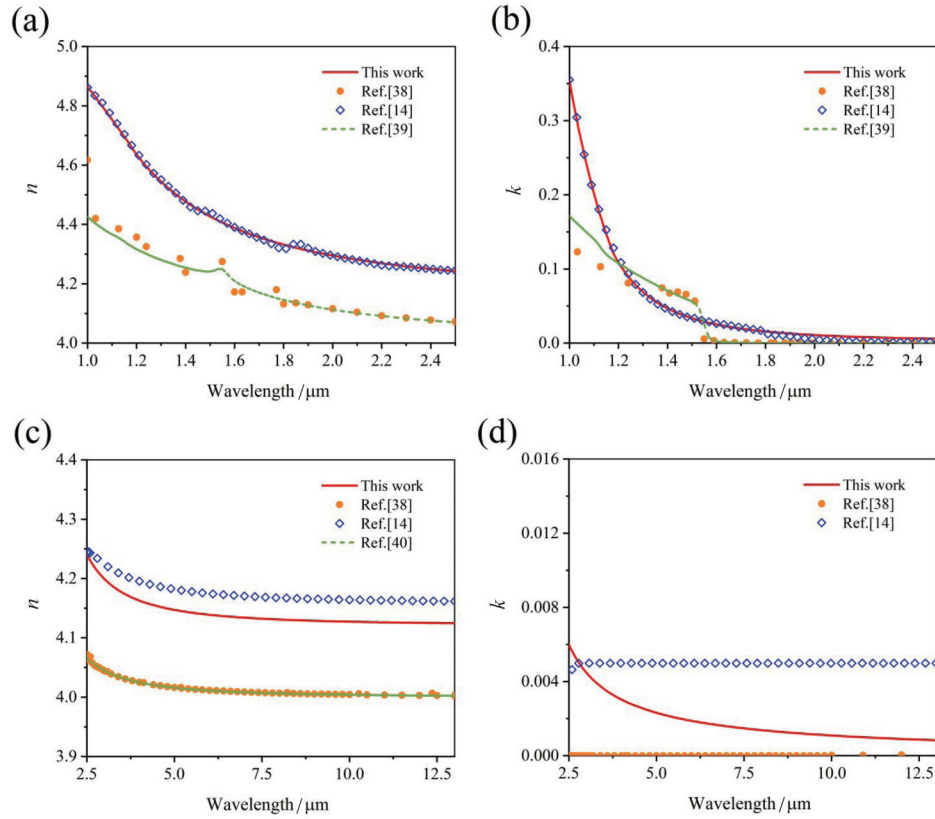 (a)
5.0
4.8
4.6
4.4
4.2
4.0
n
1.0 1.2 1.4 1.6 1.8 2.0 2.2 2.4
Wavelength /μm
This work
Ref.[38]
Ref.[14]
Ref.[39]
(b)
0.4
0.3
0.2
0.1
0.0
k
1.0 1.2 1.4 1.6 1.8 2.0 2.2 2.4
Wavelength /μm
This work
Ref.[38]
Ref.[14]
Ref.[39]
(c)
4.4
4.3
4.2
4.1
4.0
3.9
n
2.5 5.0 7.5 10.0 12.5
Wavelength /μm
This work
Ref.[38]
Ref.[14]
Ref.[40]
(d)
0.016
0.012
0.008
0.004
0.000
k
2.5 5.0 7.5 10.0 12.5
Wavelength /μm
This work
Ref.[38]
Ref.[14]